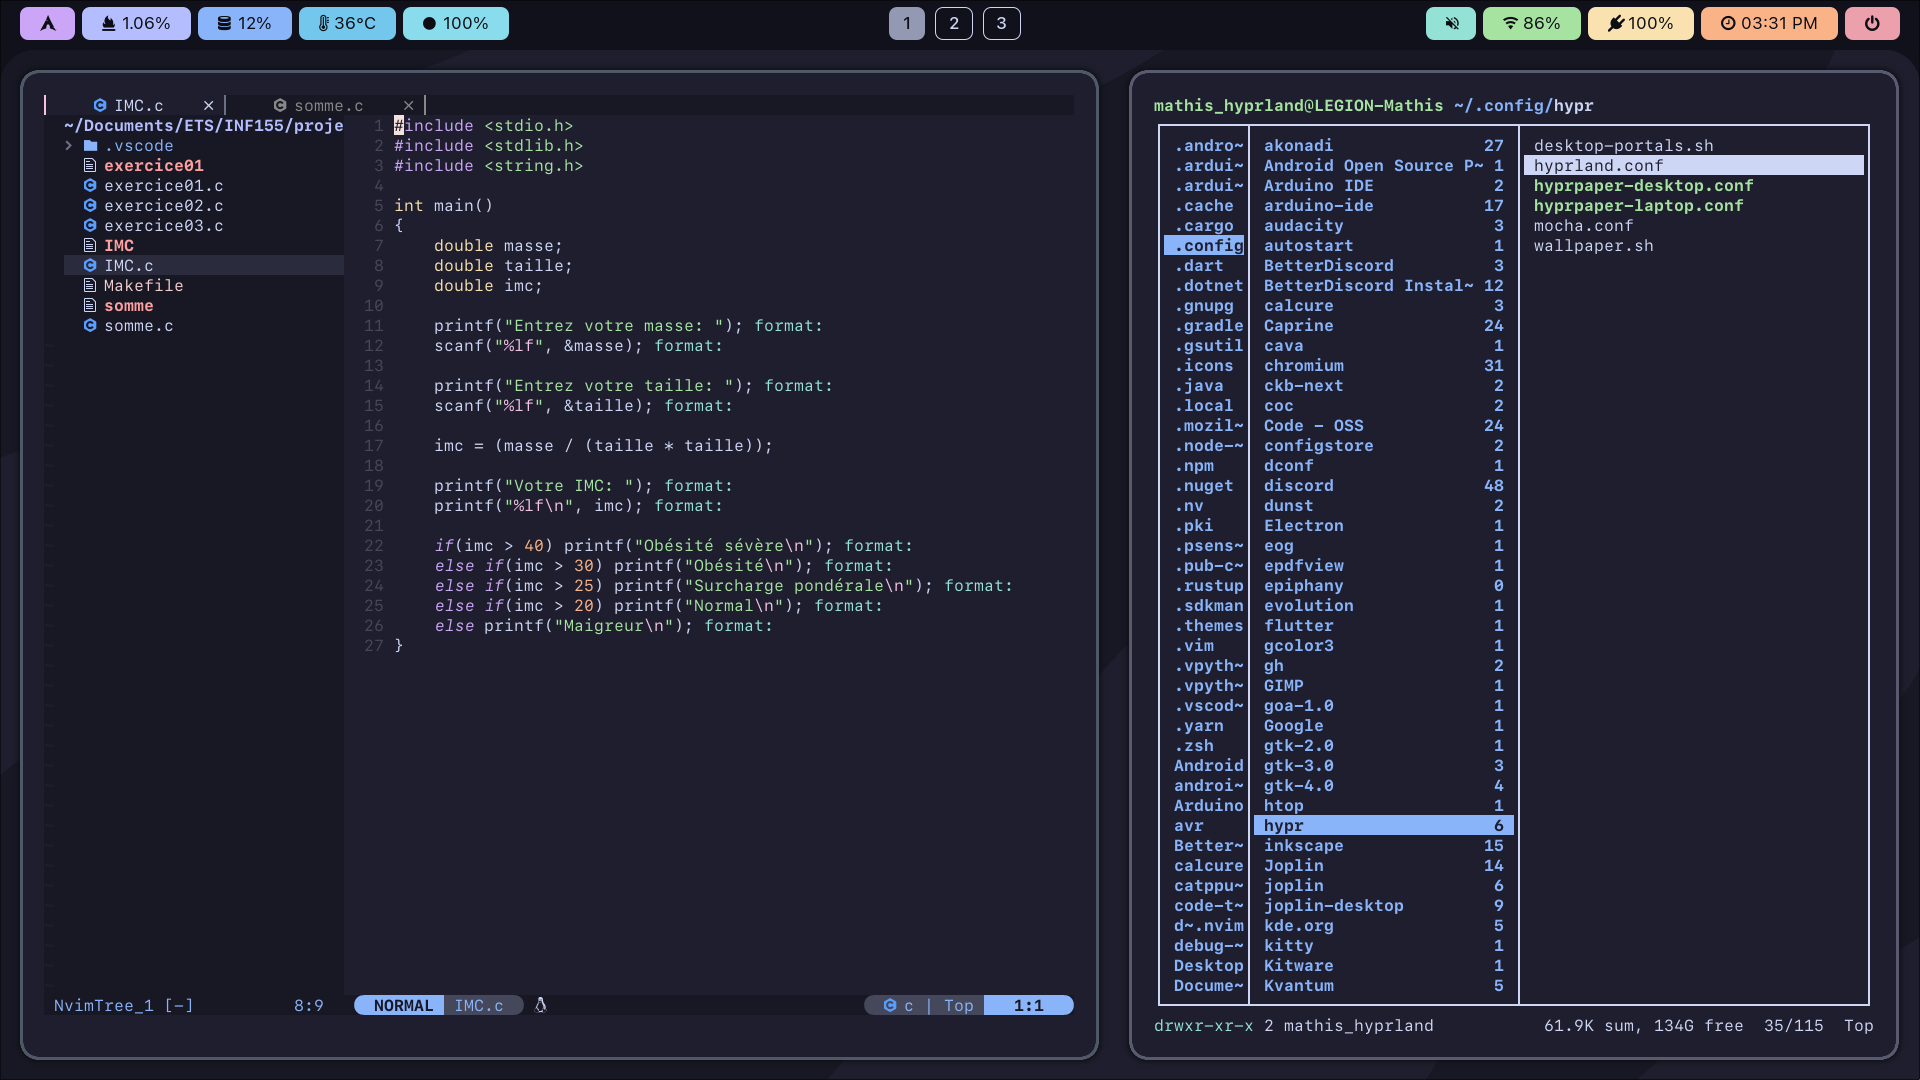 1.06% 12% 36°C 100% 1 2 3 86% 100% 03:31 PM
IMC.c × somme.c ×
~/Documents/ETS/INF155/proje
.vscode
exercice01
exercice01.c
exercice02.c
exercice03.c
IMC
IMC.c
Makefile
somme
somme.c
1 #include <stdio.h>
2 #include <stdlib.h>
3 #include <string.h>
4
5 int main()
6 {
7 double masse;
8 double taille;
9 double imc;
10
11 printf("Entrez votre masse: "); format:
12 scanf("%lf", &masse); format:
13
14 printf("Entrez votre taille: "); format:
15 scanf("%lf", &taille); format:
16
17 imc = (masse / (taille * taille));
18
19 printf("Votre IMC: "); format:
20 printf("%lf\n", imc); format:
21
22 if(imc > 40) printf("Obésité sévère\n"); format:
23 else if(imc > 30) printf("Obésité\n"); format:
24 else if(imc > 25) printf("Surcharge pondérale\n"); format:
25 else if(imc > 20) printf("Normal\n"); format:
26 else printf("Maigreur\n"); format:
27 }
NvimTree_1 [-] 8:9 NORMAL IMC.c c | Top 1:1
mathis_hyprland@LEGION-Mathis ~/.config/hypr
.andro~
.ardui~
.ardui~
.cache
.cargo
.config
.dart
.dotnet
.gnupg
.gradle
.gsutil
.icons
.java
.local
.mozil~
.node-~
.npm
.nuget
.nv
.pki
.psens~
.pub-c~
.rustup
.sdkman
.themes
.vim
.vpyth~
.vpyth~
.vscod~
.yarn
.zsh
Android
androi~
Arduino
avr
Better~
calcure
catppu~
code-t~
d~.nvim
debug-~
Desktop
Docume~
akonadi 27
Android Open Source P~ 1
Arduino IDE 2
arduino-ide 17
audacity 3
autostart 1
BetterDiscord 3
BetterDiscord Instal~ 12
calcure 3
Caprine 24
cava 1
chromium 31
ckb-next 2
coc 2
Code - OSS 24
configstore 2
dconf 1
discord 48
dunst 2
Electron 1
eog 1
epdfview 1
epiphany 0
evolution 1
flutter 1
gcolor3 1
gh 2
GIMP 1
goa-1.0 1
Google 1
gtk-2.0 1
gtk-3.0 3
gtk-4.0 4
htop 1
hypr 6
inkscape 15
Joplin 14
joplin 6
joplin-desktop 9
kde.org 5
kitty 1
Kitware 1
Kvantum 5
desktop-portals.sh
hyprland.conf
hyprpaper-desktop.conf
hyprpaper-laptop.conf
mocha.conf
wallpaper.sh
drwxr-xr-x 2 mathis_hyprland 61.9K sum, 134G free 35/115 Top